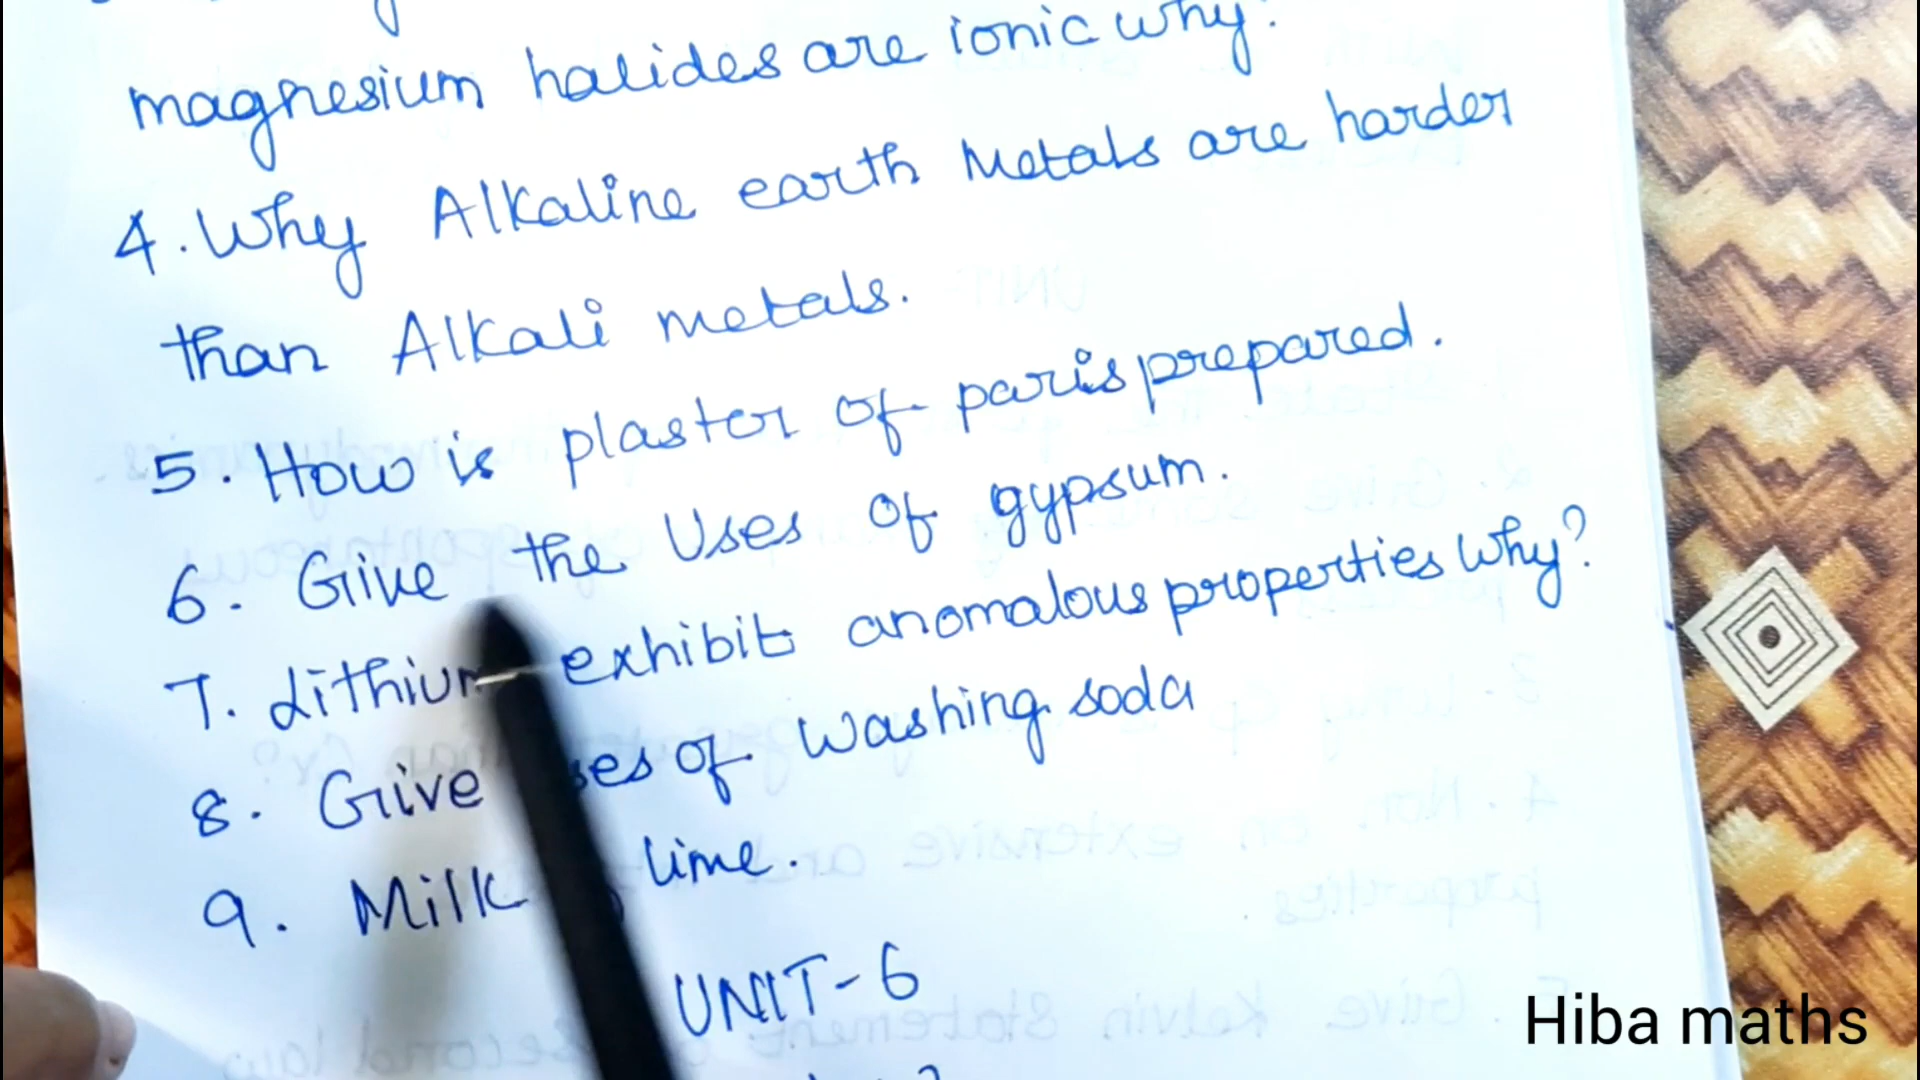 magnesium halides are ionic why?
4. Why Alkaline earth Metals are harder
than Alkali metals.
5. How is plaster of paris prepared.
6. Give the Uses of gypsum.
7. Lithium exhibit anomalous properties Why?
8. Give of Washing soda
9. Milk lime.
UNIT-6
Hiba maths